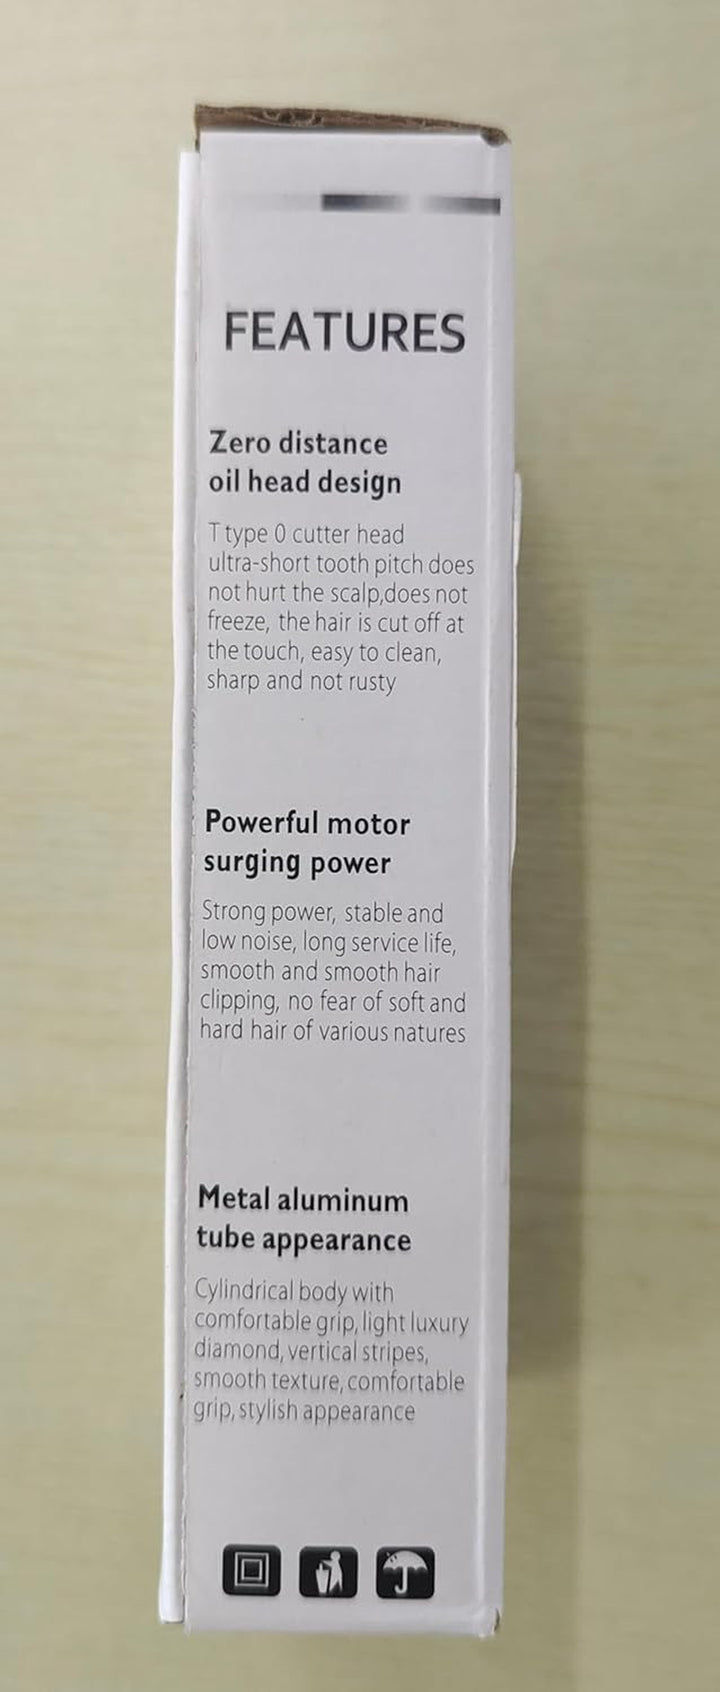 FEATURES
Zero distance
oil head design
T type 0 cutter head
ultra-short tooth pitch does
not hurt the scalp,does not
freeze, the hair is cut off at
the touch, easy to clean,
sharp and not rusty
Powerful motor
surging power
Strong power, stable and
low noise, long service life,
smooth and smooth hair
clipping, no fear of soft and
hard hair of various natures
Metal aluminum
tube appearance
Cylindrical body with
comfortable grip, light luxury
diamond, vertical stripes,
smooth texture, comfortable
grip, stylish appearance